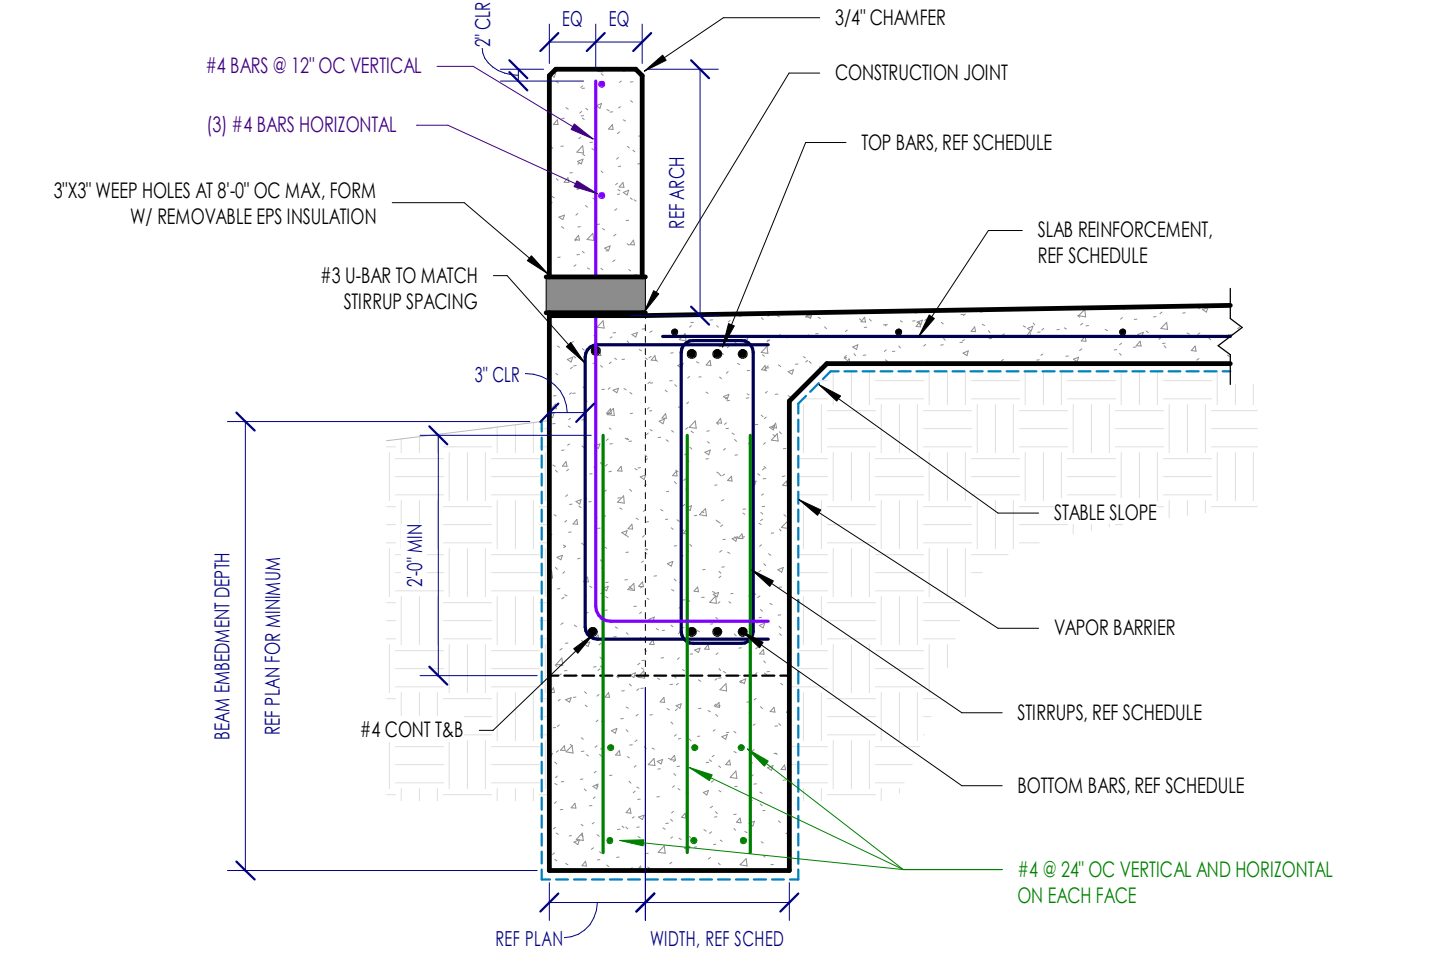 2" CLR
EQ
EQ
3/4" CHAMFER
#4 BARS @ 12" OC VERTICAL
CONSTRUCTION JOINT
(3) #4 BARS HORIZONTAL
TOP BARS, REF SCHEDULE
3"X3" WEEP HOLES AT 8'-0" OC MAX, FORM
W/ REMOVABLE EPS INSULATION
REF ARCH
SLAB REINFORCEMENT,
REF SCHEDULE
#3 U-BAR TO MATCH
STIRRUP SPACING
3" CLR
STABLE SLOPE
2'-0" MIN
BEAM EMBEDMENT DEPTH
REF PLAN FOR MINIMUM
VAPOR BARRIER
STIRRUPS, REF SCHEDULE
#4 CONT T&B
BOTTOM BARS, REF SCHEDULE
#4 @ 24" OC VERTICAL AND HORIZONTAL
ON EACH FACE
REF PLAN
WIDTH, REF SCHED